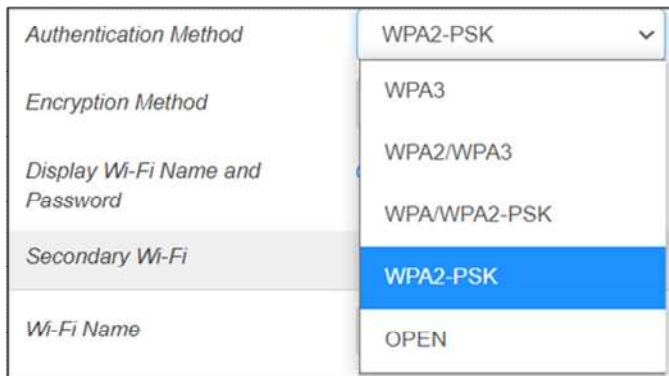 Authentication Method
WPA2-PSK
WPA3
Encryption Method
WPA2/WPA3
Display Wi-Fi Name and
Password
WPA/WPA2-PSK
Secondary Wi-Fi
WPA2-PSK
Wi-Fi Name
OPEN